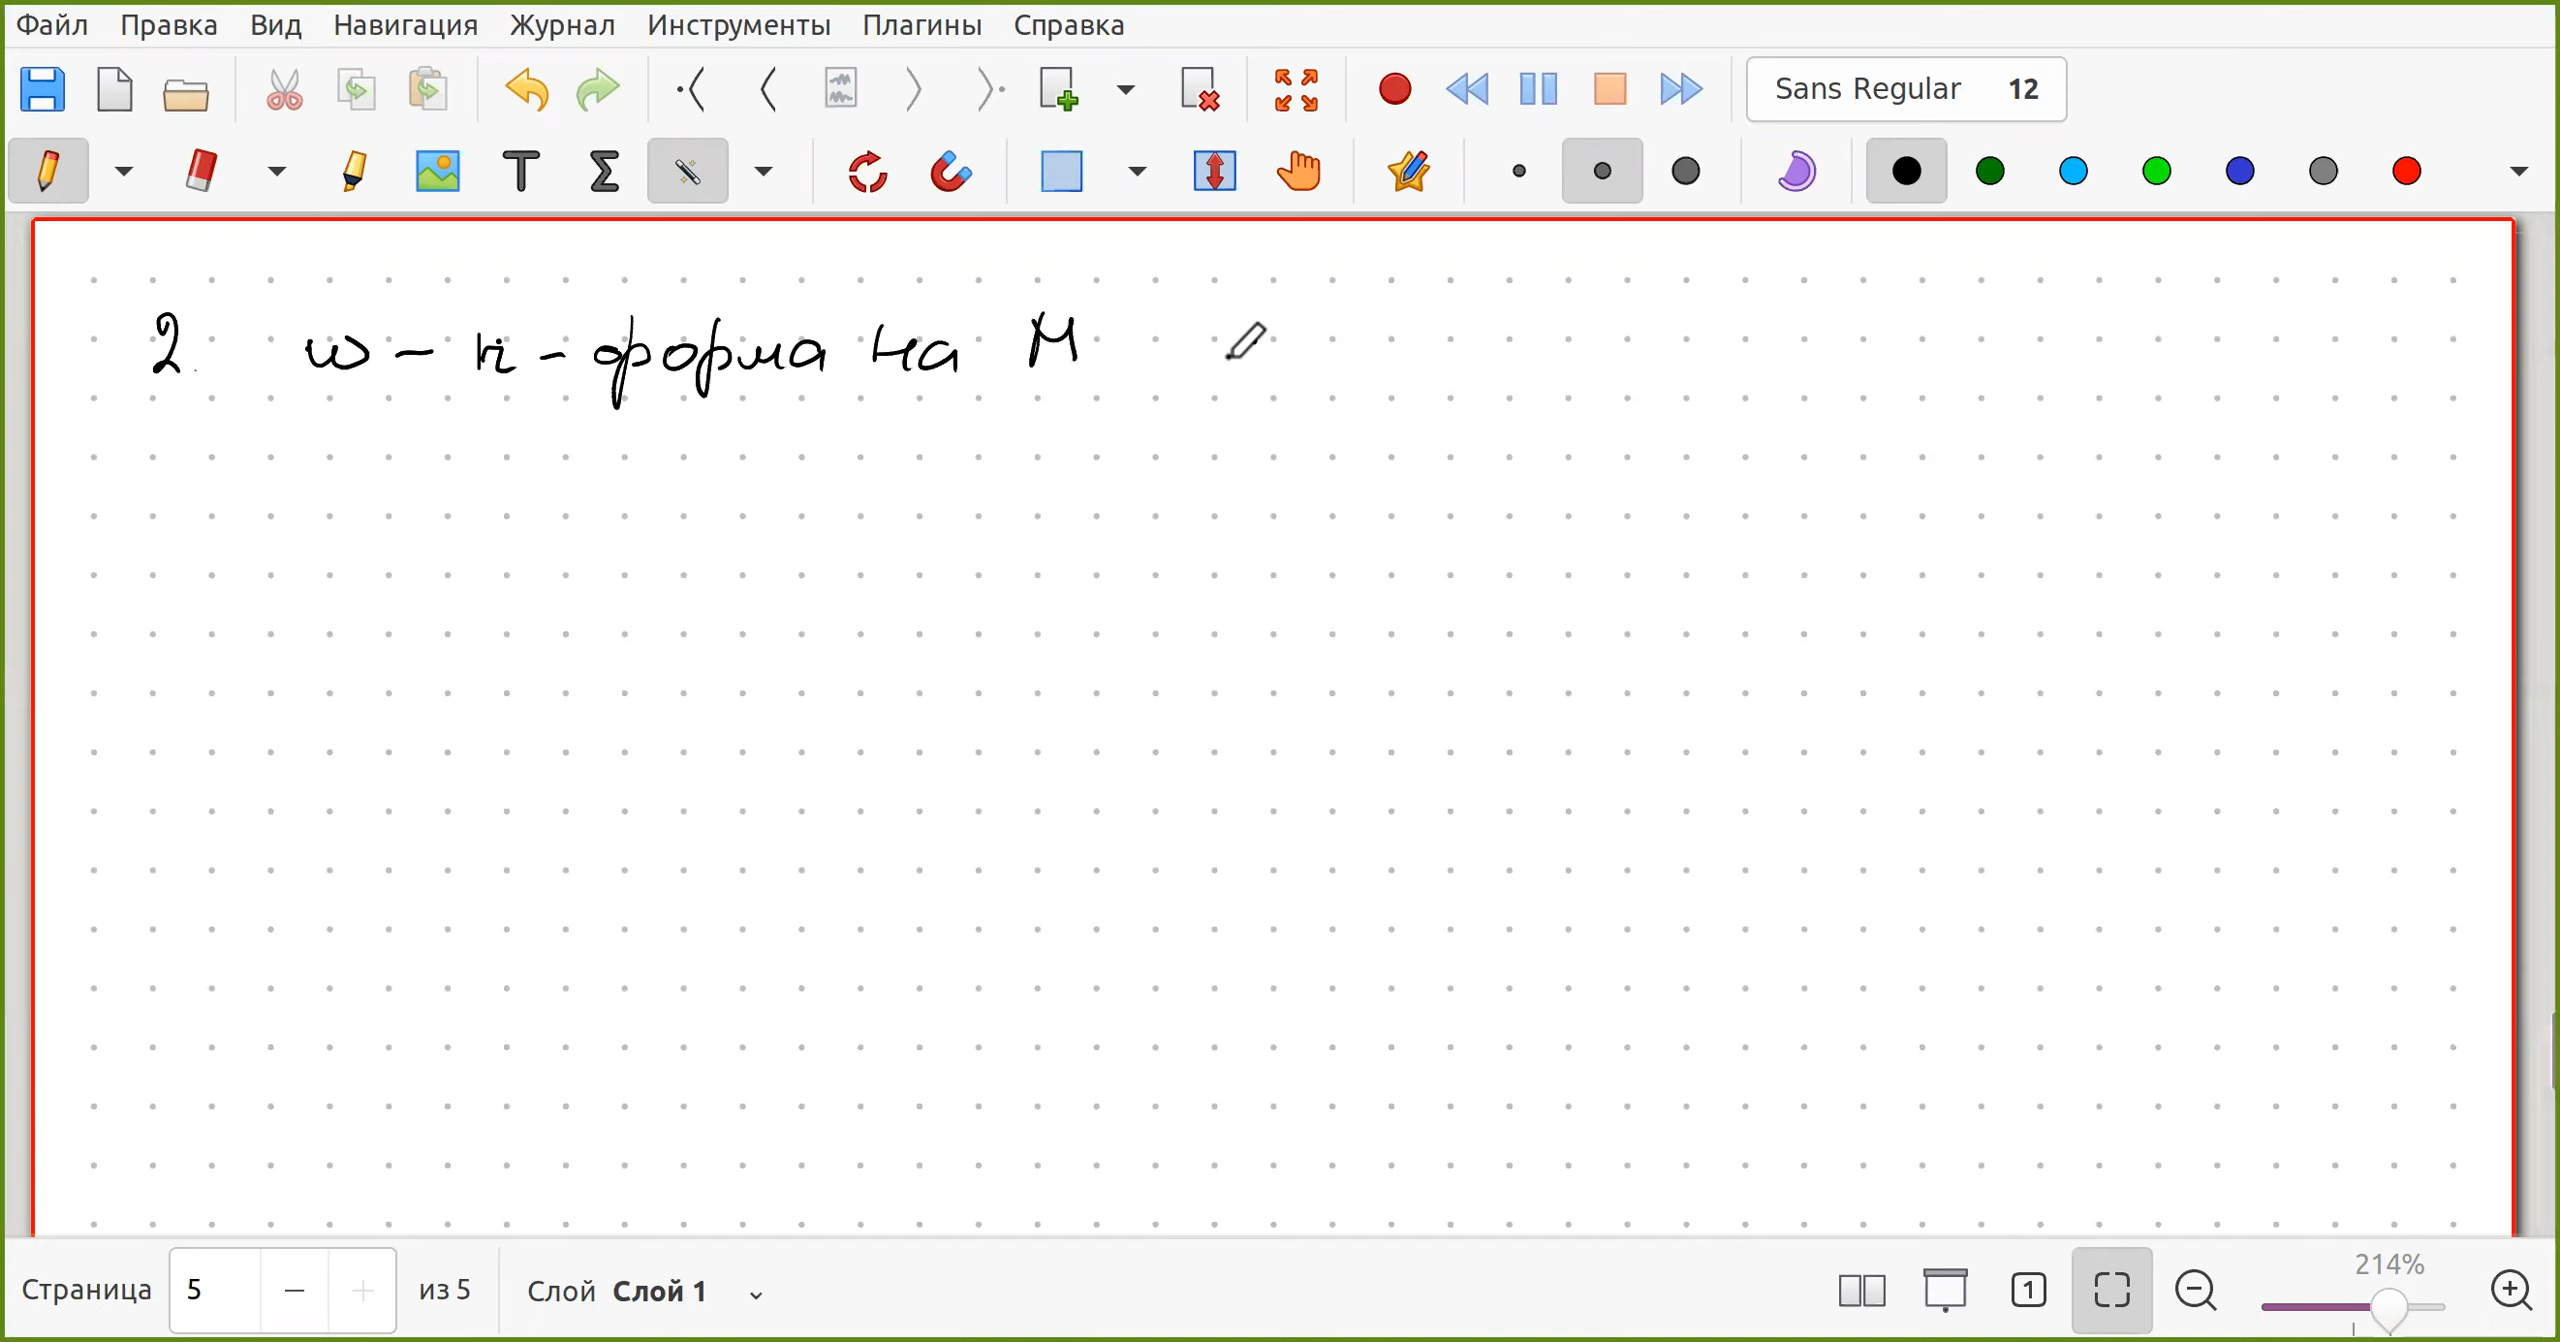 Файл Правка Вид Навигация Журнал Инструменты Плагины Справка
Sans Regular 12
T Σ
2. ω – k - форма на M
Страница 5 из 5 Слой Слой 1 1 214%